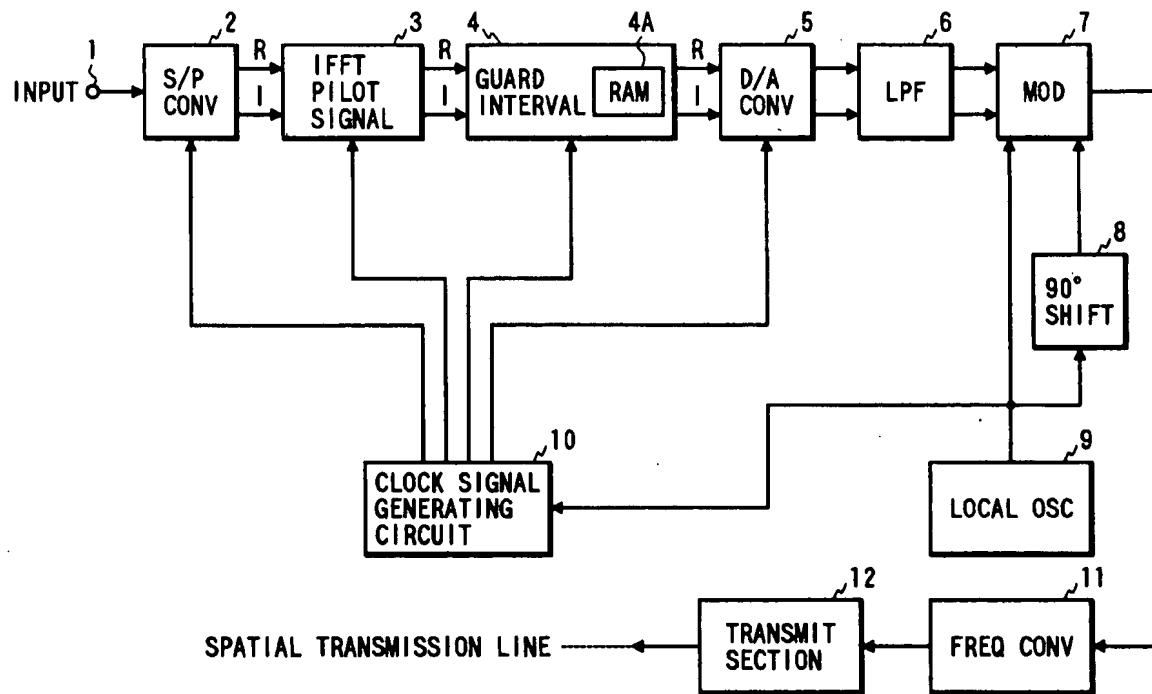 1
INPUT
2
S/P
CONV
R
I
3
IFFT
PILOT
SIGNAL
R
I
4
GUARD
INTERVAL
4A
RAM
R
I
5
D/A
CONV
6
LPF
7
MOD
8
90°
SHIFT
9
LOCAL OSC
10
CLOCK SIGNAL
GENERATING
CIRCUIT
11
FREQ CONV
12
TRANSMIT
SECTION
SPATIAL TRANSMISSION LINE